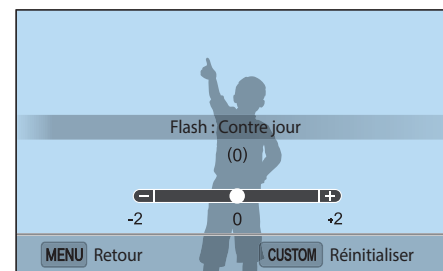 Flash : Contre jour
(0)
-2 0 +2
MENU Retour CUSTOM Réinitialiser